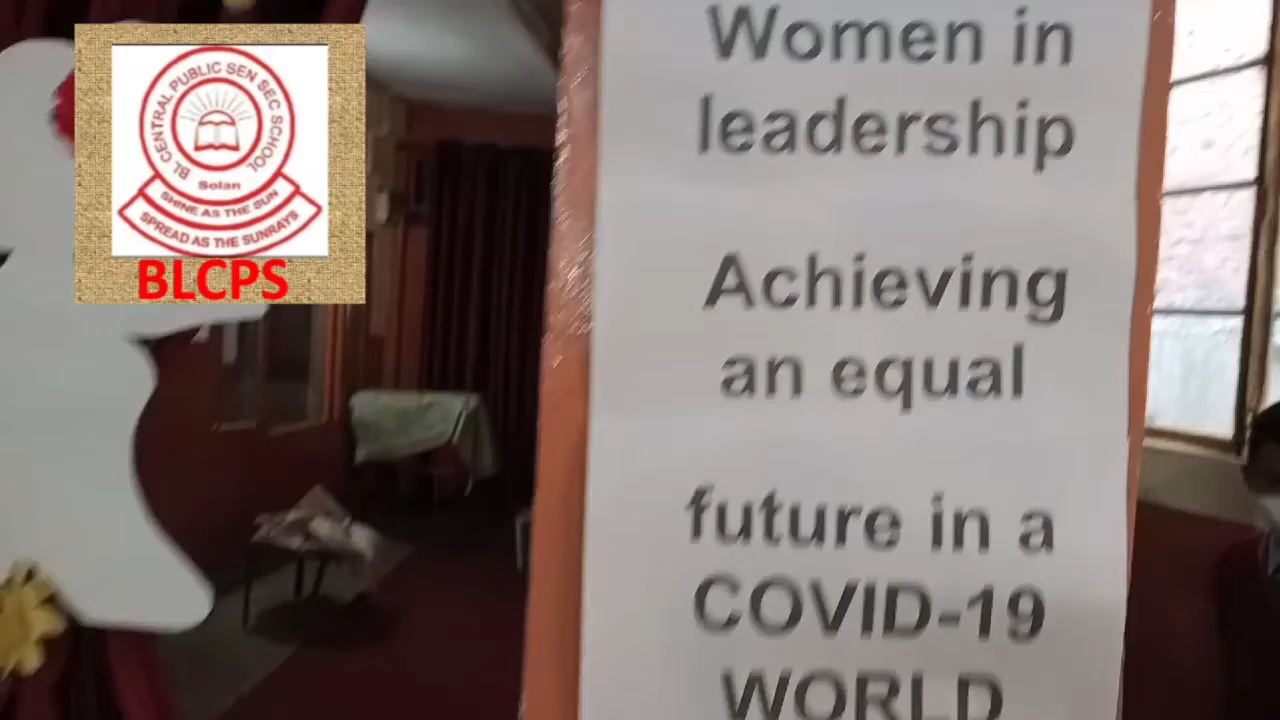 BL CENTRAL PUBLIC SEN SEC SCHOOL
Solan
SHINE AS THE SUN
SPREAD AS THE SUNRAYS
BLCPS
Women in
leadership
Achieving
an equal
future in a
COVID-19
WORLD